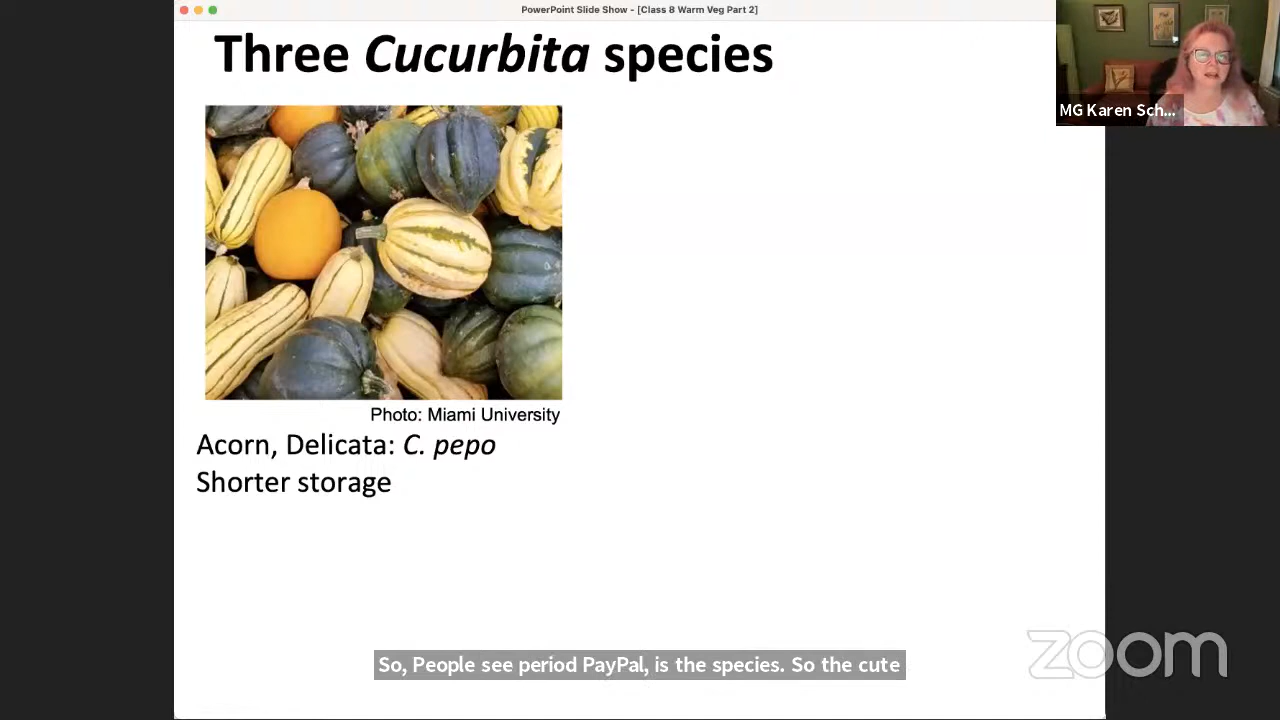 PowerPoint Slide Show - [Class 8 Warm Veg Part 2]
Three Cucurbita species
MG Karen Sch...
Photo: Miami University
Acorn, Delicata: C. pepo
Shorter storage
So, People see period PayPal, is the species. So the cute
zoom